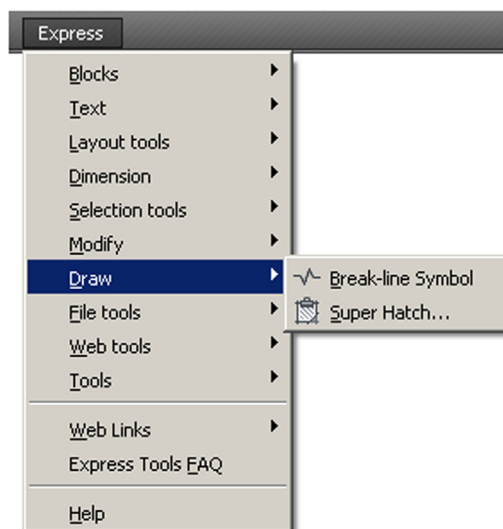 Express
Blocks
Text
Layout tools
Dimension
Selection tools
Modify
Draw
Break-line Symbol
File tools
Super Hatch...
Web tools
Tools
Web Links
Express Tools FAQ
Help